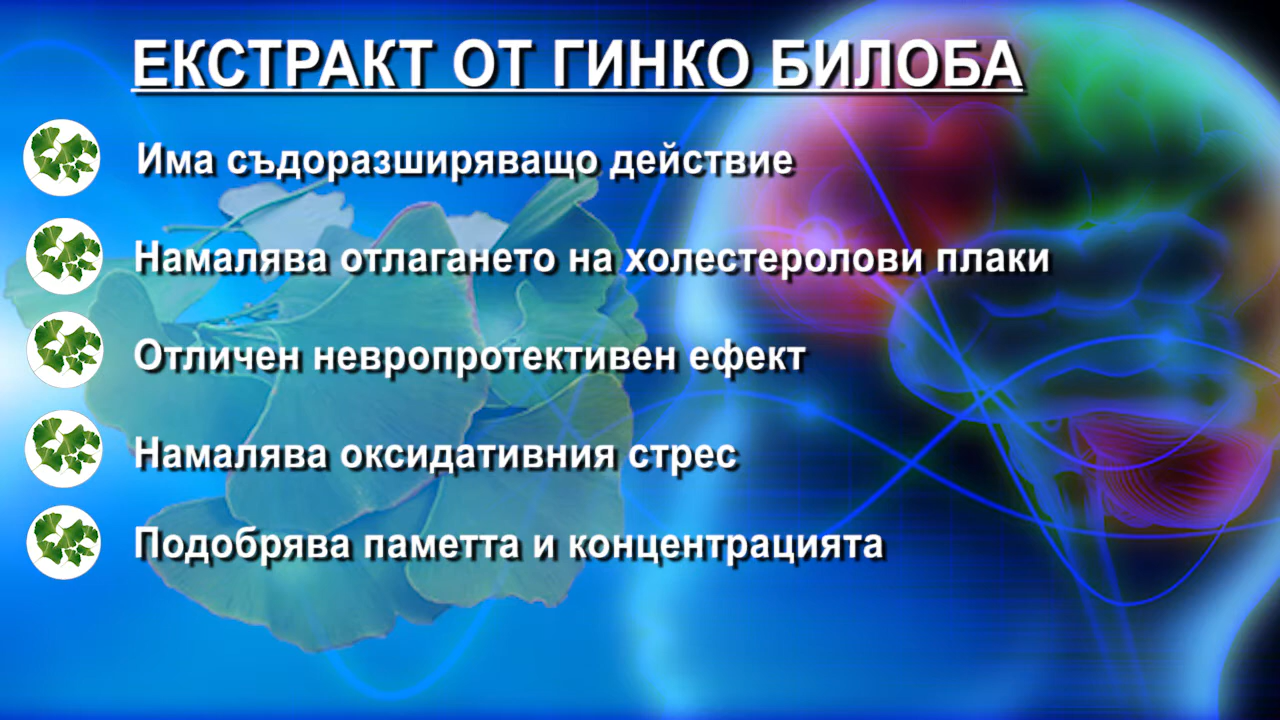 ЕКСТРАКТ ОТ ГИНКО БИЛОБА
Има съдоразширяващо действие
Намалява отлагането на холестеролови плаки
Отличен невропротективен ефект
Намалява оксидативния стрес
Подобрява паметта и концентрацията